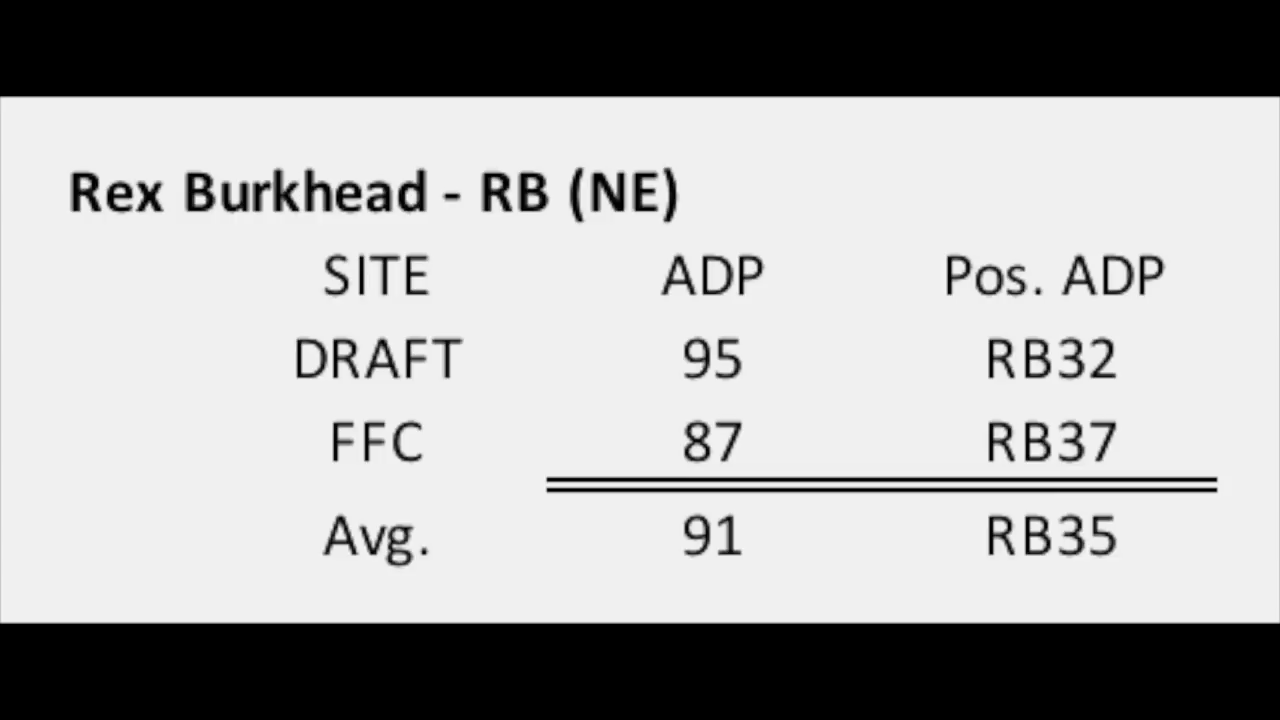 Rex Burkhead - RB (NE)
SITE ADP Pos. ADP
DRAFT 95 RB32
FFC 87 RB37
Avg. 91 RB35